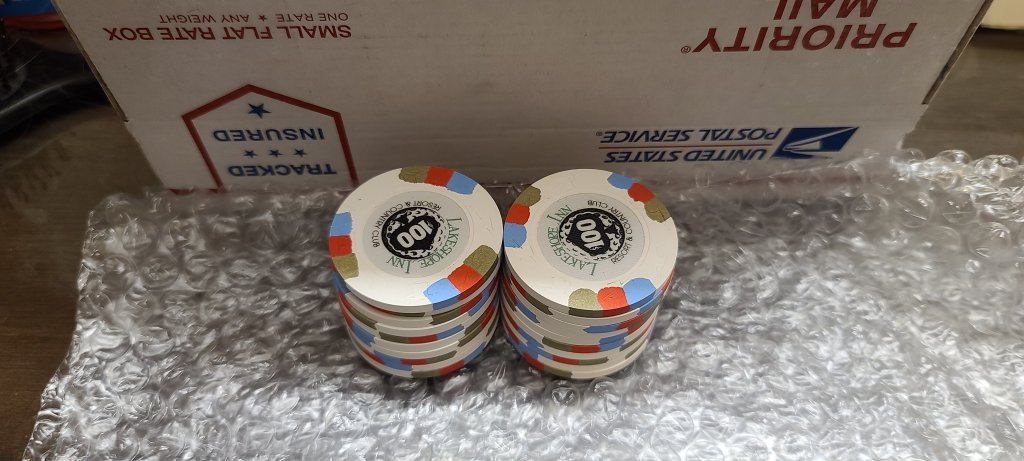 PRIORITY
MAIL
®
SMALL FLAT RATE BOX
ONE RATE ★ ANY WEIGHT
UNITED STATES
POSTAL SERVICE®
TRACKED
★ ★ ★
INSURED
★
LAKESHORE INN
100
RESORT & COUNTRY CLUB
LAKESHORE INN
100
RESORT & COUNTRY CLUB